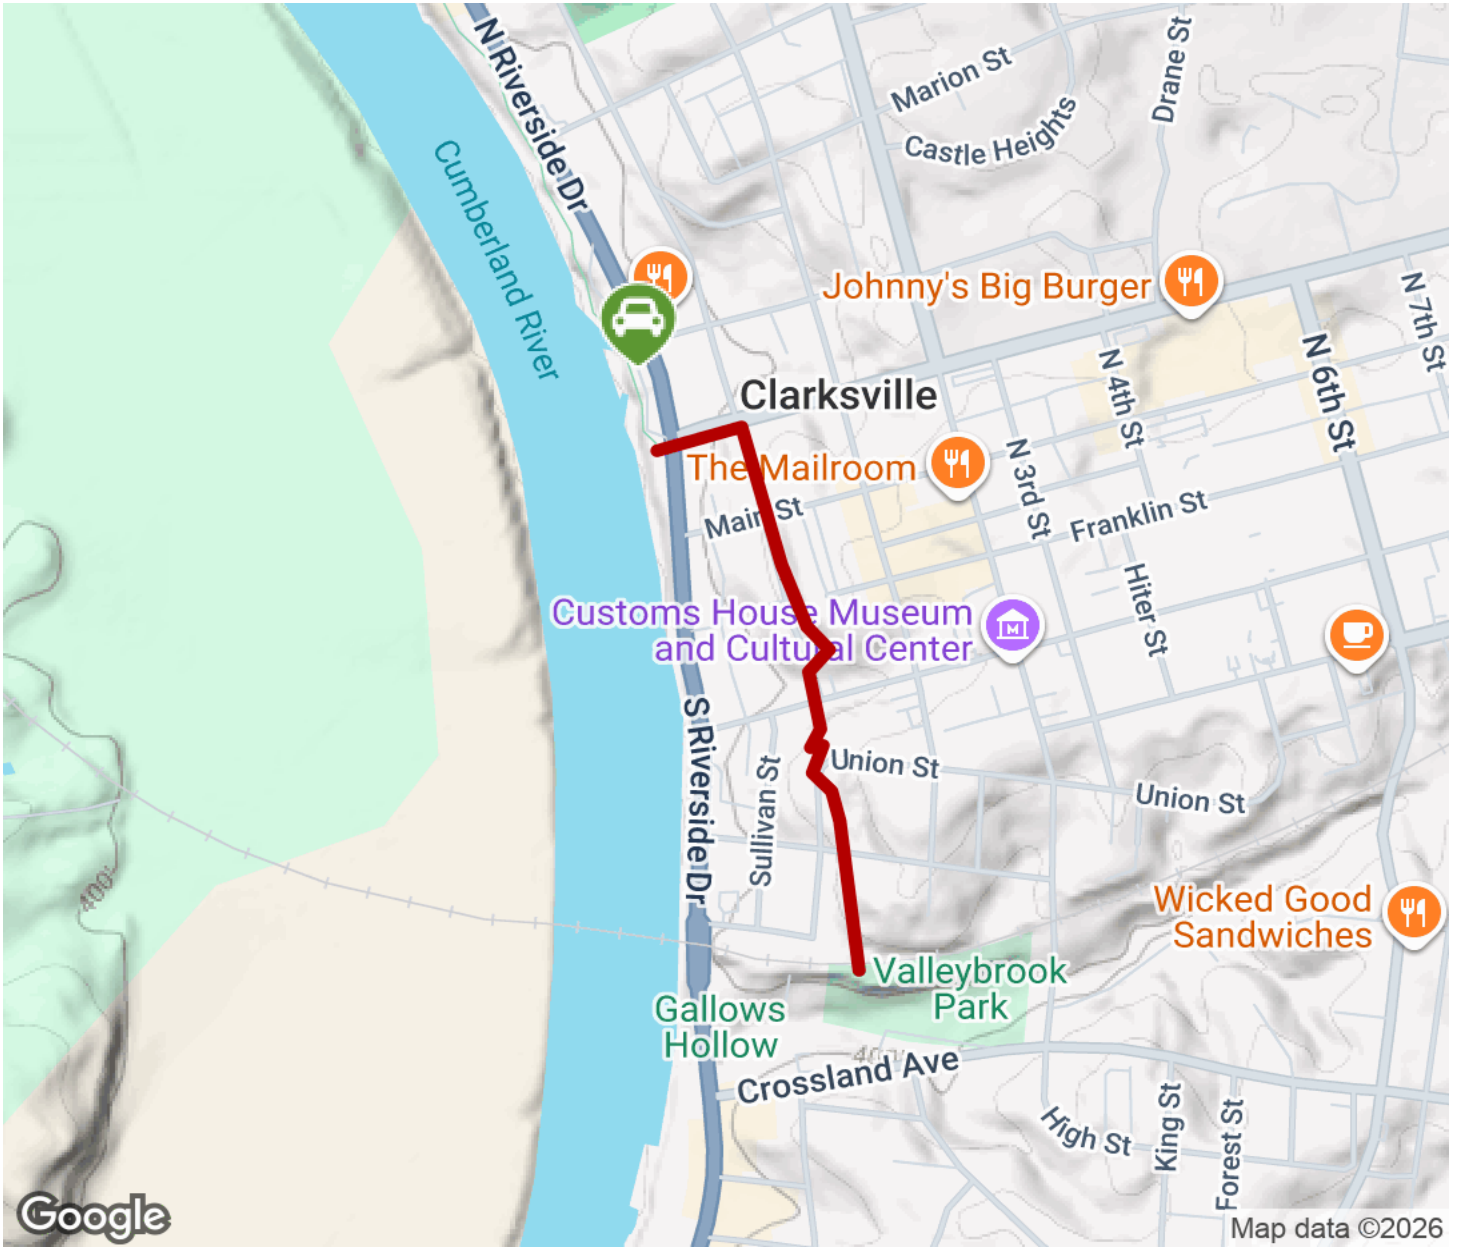 N Riverside Dr
Marion St
Drane St
Castle Heights
Cumberland River
Johnny's Big Burger
N 7th St
N 6th St
N 4th St
Clarksville
The Mailroom
N 3rd St
Main St
Franklin St
Hiter St
Customs House Museum
and Cultural Center
M
S Riverside Dr
Union St
Union St
Sullivan St
400
Wicked Good
Sandwiches
Valleybrook
Park
Gallows
Hollow
400
Crossland Ave
High St
King St
Forest St
Google
Map data ©2026